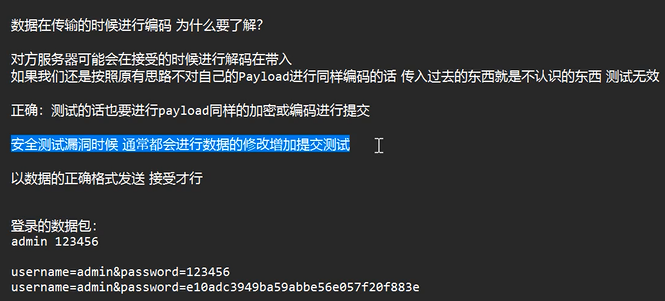 数据在传输的时候进行编码 为什么要了解？
对方服务器可能会在接受的时候进行解码在带入
如果我们还是按照原有思路不对自己的Payload进行同样编码的话 传入过去的东西就是不认识的东西 测试无效
正确: 测试的话也要进行payload同样的加密或编码进行提交
安全测试漏洞时候 通常都会进行数据的修改增加提交测试
以数据的正确格式发送 接受才行
登录的数据包:
admin 123456
username=admin&password=123456
username=admin&password=e10adc3949ba59abbe56e057f20f883e